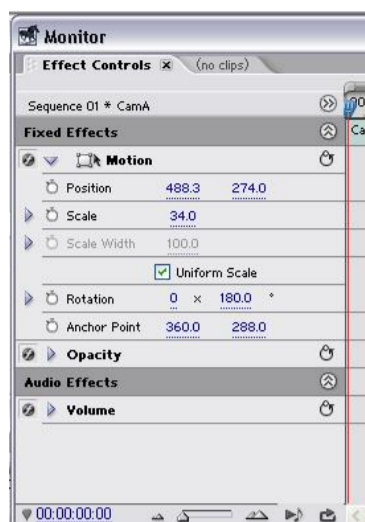 Monitor
Effect Controls (no clips)
Sequence 01 * CamA
Fixed Effects
Motion
Position 488.3 274.0
Scale 34.0
Scale Width 100.0
Uniform Scale
Rotation 0 x 180.0 °
Anchor Point 360.0 288.0
Opacity
Audio Effects
Volume
00:00:00:00